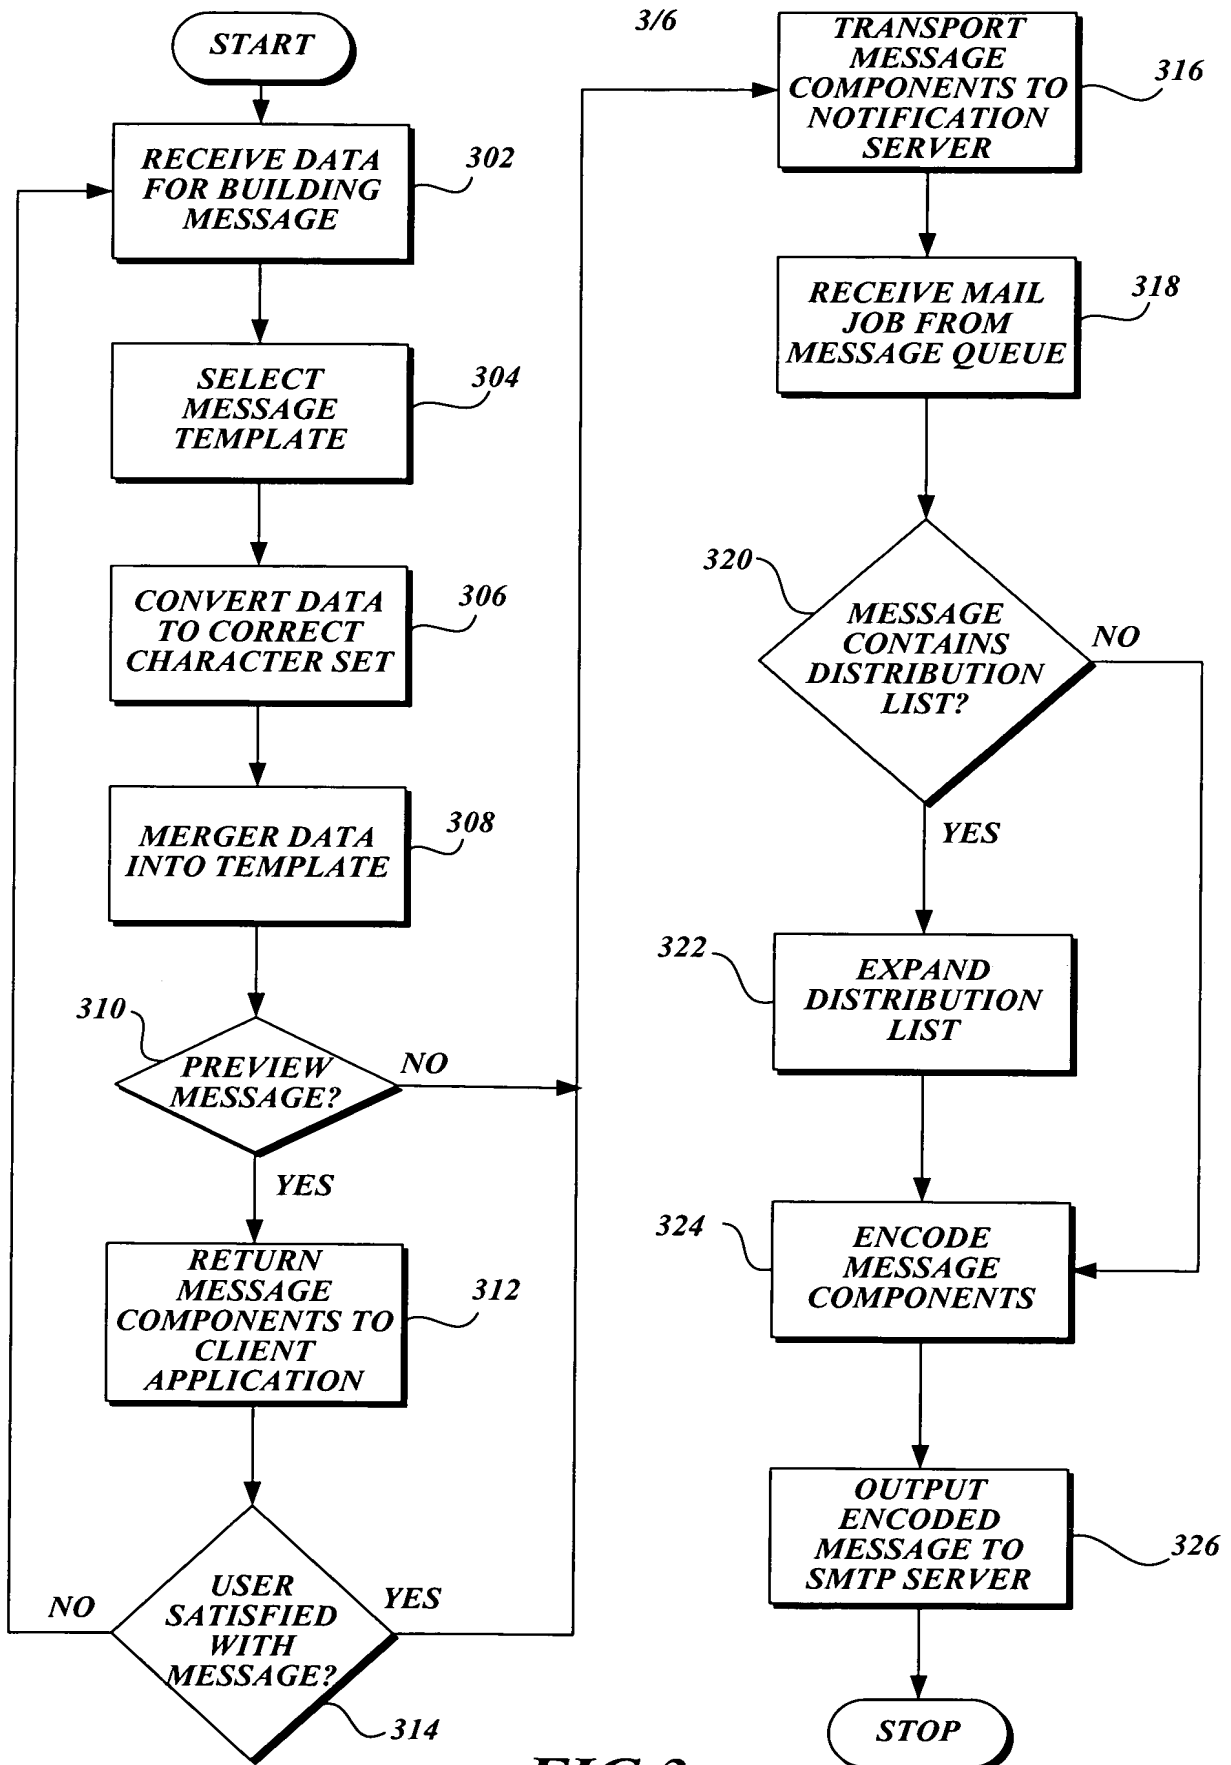 3/6
START
RECEIVE DATA
FOR BUILDING
MESSAGE
302
SELECT
MESSAGE
TEMPLATE
304
CONVERT DATA
TO CORRECT
CHARACTER SET
306
MERGER DATA
INTO TEMPLATE
308
310
PREVIEW
MESSAGE?
NO
YES
RETURN
MESSAGE
COMPONENTS TO
CLIENT
APPLICATION
312
USER
SATISFIED
WITH
MESSAGE?
NO
YES
314
TRANSPORT
MESSAGE
COMPONENTS TO
NOTIFICATION
SERVER
316
RECEIVE MAIL
JOB FROM
MESSAGE QUEUE
318
320
MESSAGE
CONTAINS
DISTRIBUTION
LIST?
NO
YES
322
EXPAND
DISTRIBUTION
LIST
324
ENCODE
MESSAGE
COMPONENTS
OUTPUT
ENCODED
MESSAGE TO
SMTP SERVER
326
STOP